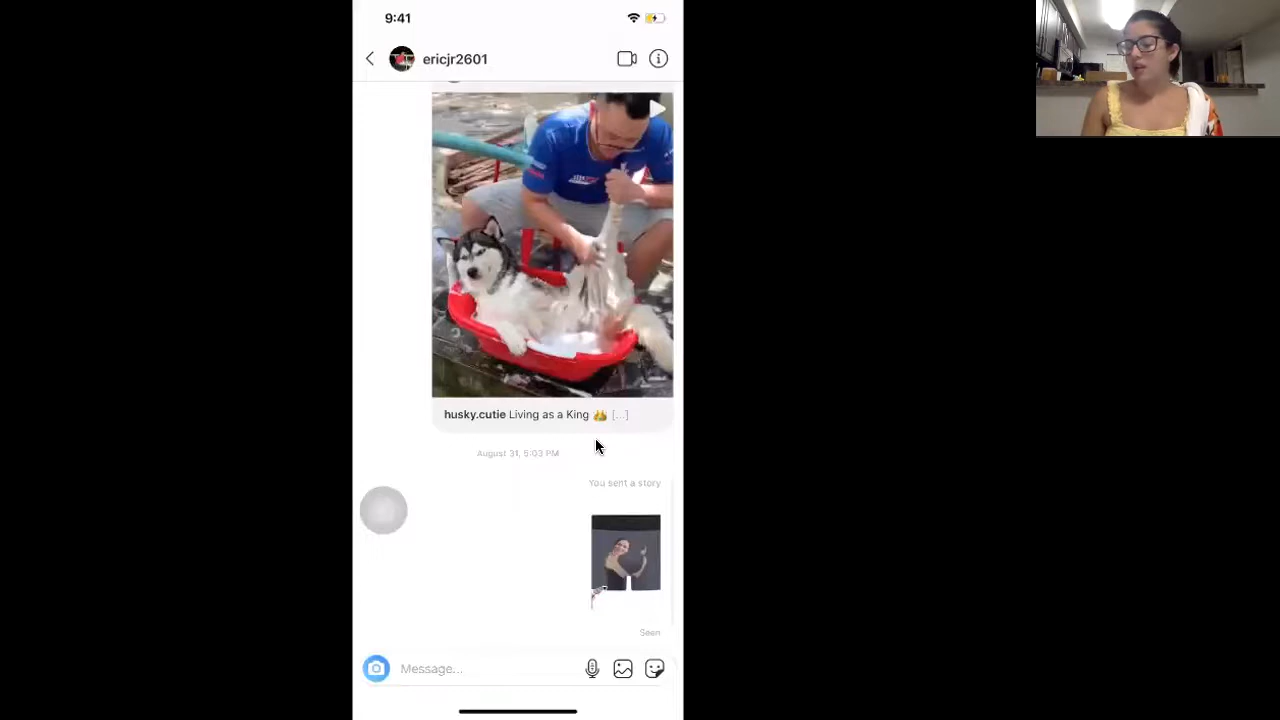 9:41
ericjr2601
husky.cutie Living as a King 👑 [...]
August 31, 5:03 PM
You sent a story
Seen
Message...